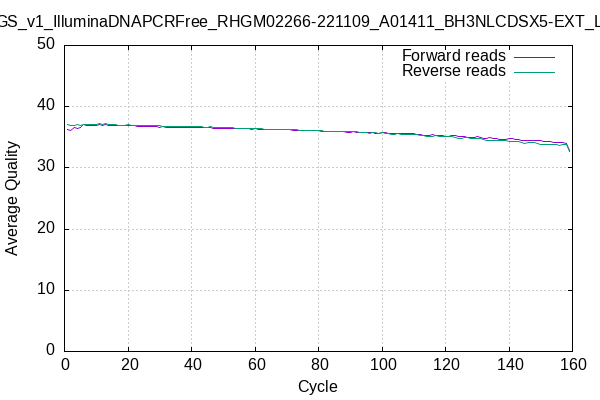 GS_v1_IlluminaDNAPCRFree_RHGM02266-221109_A01411_BH3NLCDSX5-EXT_L
Forward reads
Reverse reads
50
40
30
20
10
0
Average Quality
0 20 40 60 80 100 120 140 160
Cycle